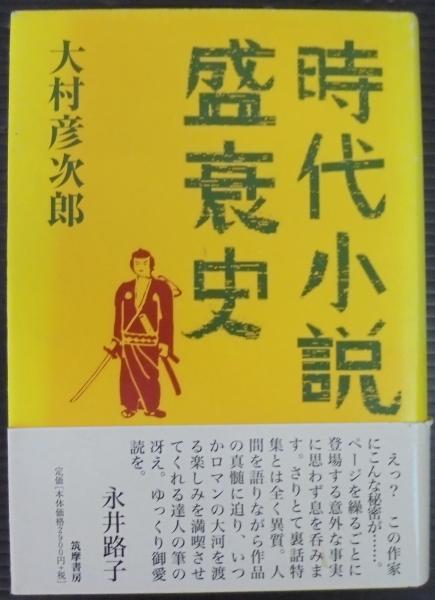 時代小説
盛衰史
大村彦次郎
えっ? この作家
にこんな秘密が……。
ページを繰るごとに
登場する意外な事実
に思わず息を呑みま
す。さりとて裏話特
集とは全く異質。人
間を語りながら作品
の真髄に迫り、いつ
かロマンの大河を渡
る楽しみを満喫させ
てくれる達人の筆の
冴え。ゆっくり御愛
読を。
永井路子
筑摩書房
定価[本体価格2900円+税]